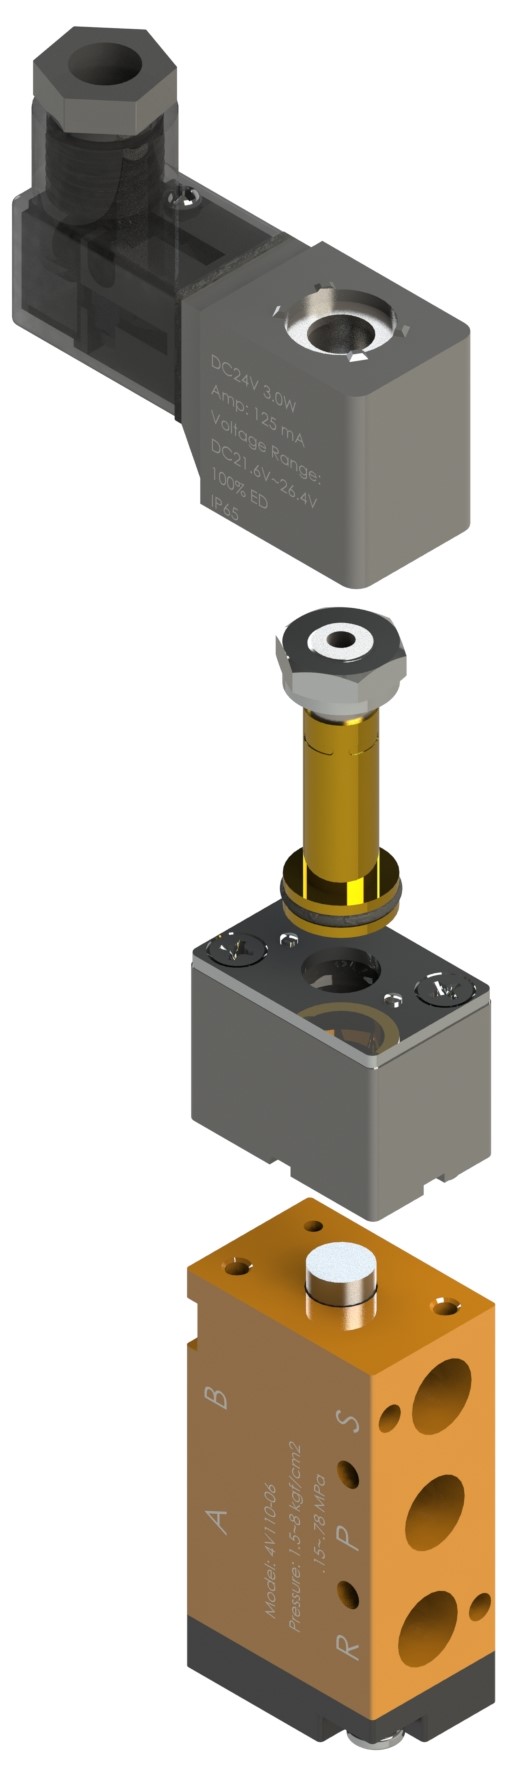 DC24V 3.0W
Amp: 125 mA
Voltage Range:
DC21.6V~26.4V
100% ED
IP65
B
A
S
P
R
Model: 4V110-06
Pressure: 1.5~8 kgf/cm2
.15~.78 MPa